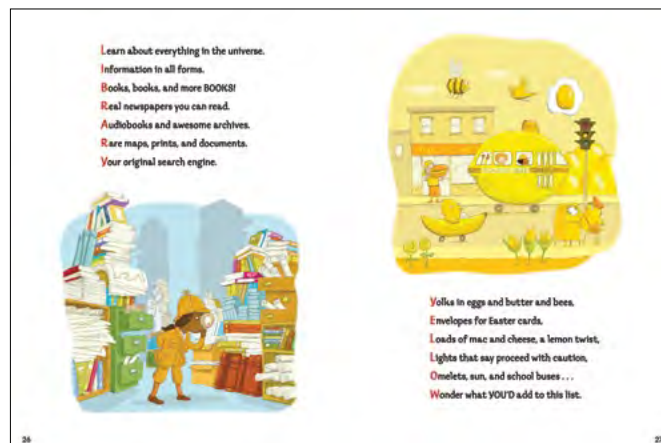 Learn about everything in the universe.
Information in all forms.
Books, books, and more BOOKS!
Real newspapers you can read.
Audiobooks and awesome archives.
Rare maps, prints, and documents.
Your original search engine.
26
Yolks in eggs and butter and bees,
Envelopes for Easter cards,
Loads of mac and cheese, a lemon twist,
Lights that say proceed with caution,
Omelets, sun, and school buses...
Wonder what YOU'D add to this list.